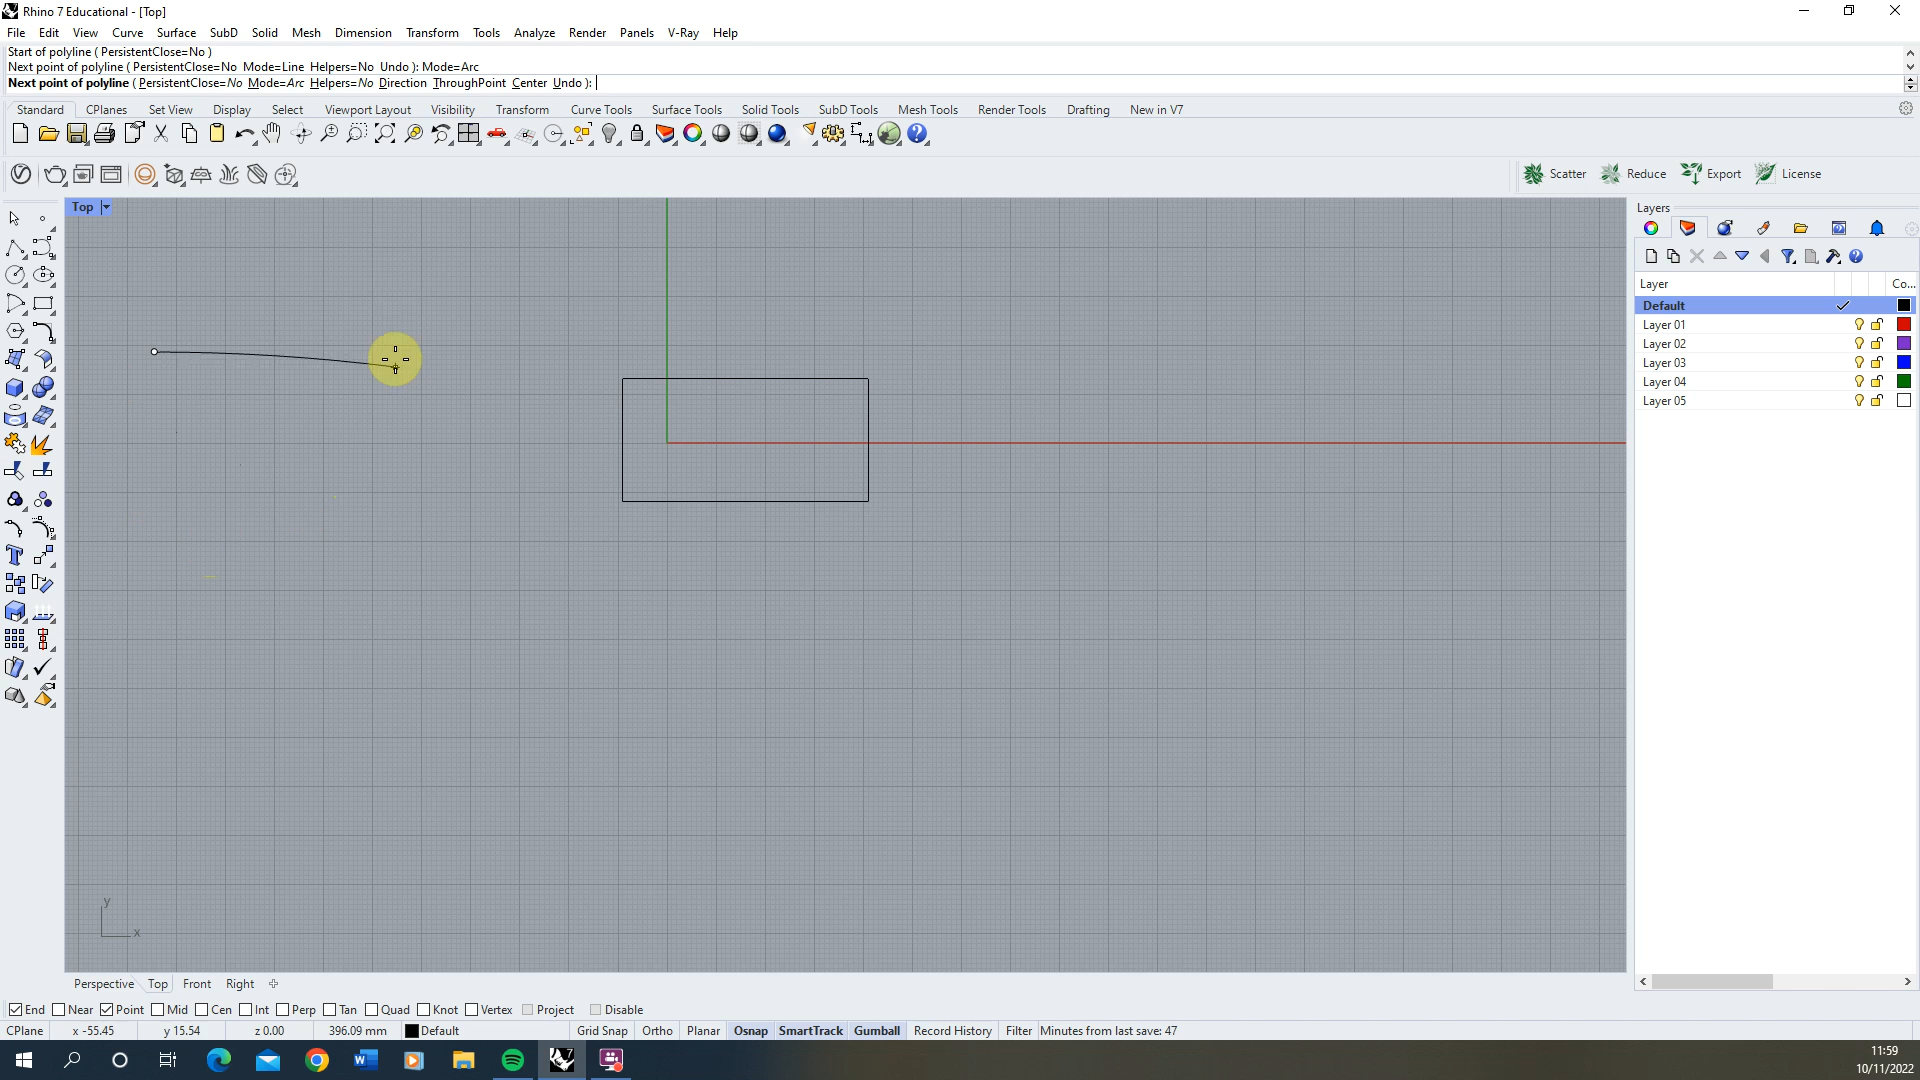 Rhino 7 Educational - [Top]
File Edit View Curve Surface SubD Solid Mesh Dimension Transform Tools Analyze Render Panels V-Ray Help
Start of polyline ( PersistentClose=No )
Next point of polyline ( PersistentClose=No Mode=Line Helpers=No Undo ): Mode=Arc
Next point of polyline ( PersistentClose=No Mode=Arc Helpers=No Direction ThroughPoint Center Undo ):
Standard CPlanes Set View Display Select Viewport Layout Visibility Transform Curve Tools Surface Tools Solid Tools SubD Tools Mesh Tools Render Tools Drafting New in V7
Scatter Reduce Export License
Top
Layers
Layer Co...
Default
Layer 01
Layer 02
Layer 03
Layer 04
Layer 05
y
x
Perspective Top Front Right
End Near Point Mid Cen Int Perp Tan Quad Knot Vertex Project Disable
CPlane x -55.45 y 15.54 z 0.00 396.09 mm Default Grid Snap Ortho Planar Osnap SmartTrack Gumball Record History Filter Minutes from last save: 47
11:59
10/11/2022